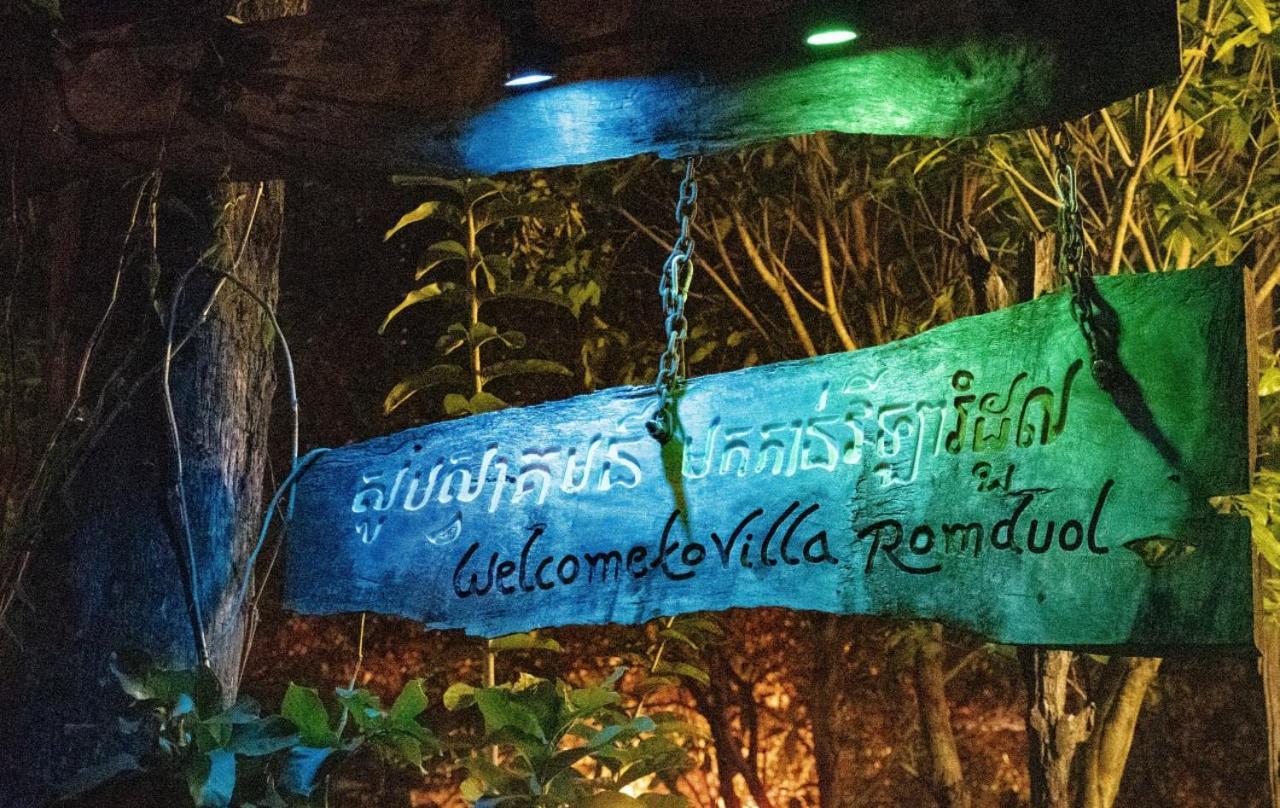 សូមស្វាគមន៍ មកកាន់វីឡារំដួល
Welcome to Villa Romduol